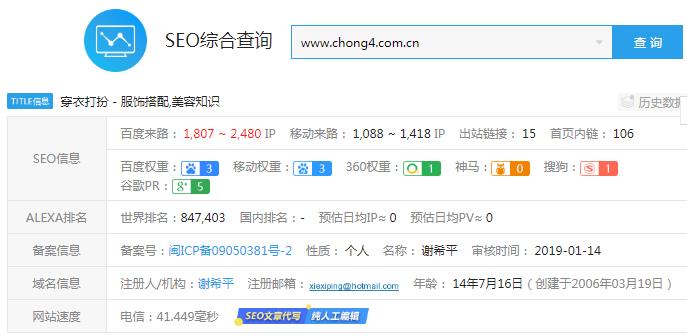 SEO综合查询 www.chong4.com.cn 查询
TITLE信息 穿衣打扮 - 服饰搭配,美容知识 历史数据
SEO信息 百度来路： 1,807 ~ 2,480 IP 移动来路： 1,088 ~ 1,418 IP 出站链接： 15 首页内链： 106
百度权重： 3 移动权重： 3 360权重： 1 神马： 0 搜狗： 1
谷歌PR： 5
ALEXA排名 世界排名：847,403 国内排名：- 预估日均IP≈ 0 预估日均PV≈ 0
备案信息 备案号：闽ICP备09050381号-2 性质： 个人 名称： 谢希平 审核时间： 2019-01-14
域名信息 注册人/机构：谢希平 注册邮箱：xiexiping@hotmail.com 年龄： 14年7月16日（创建于2006年03月19日）
网站速度 电信：41.449毫秒 SEO文章代写 纯人工编辑